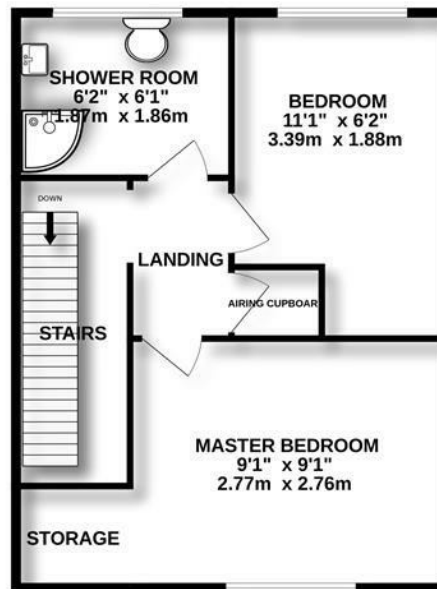 SHOWER ROOM
6'2" x 6'1"
1.87m x 1.86m
BEDROOM
11'1" x 6'2"
3.39m x 1.88m
DOWN
LANDING
AIRING CUPBOAR
STAIRS
MASTER BEDROOM
9'1" x 9'1"
2.77m x 2.76m
STORAGE